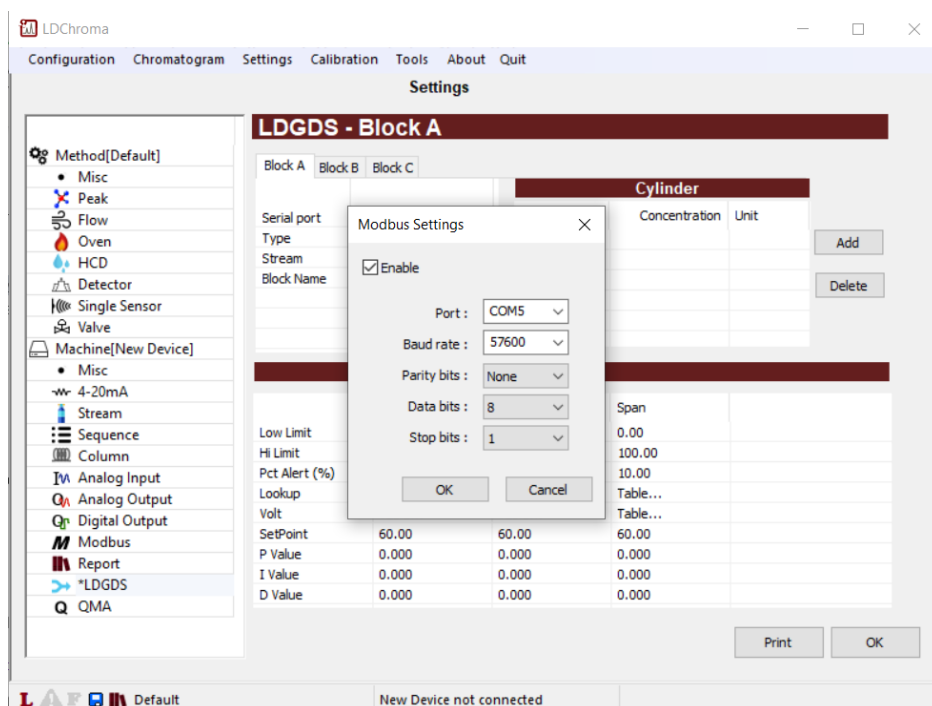 LDChroma
Configuration Chromatogram Settings Calibration Tools About Quit
Settings
Method[Default]
Misc
Peak
Flow
Oven
HCD
Detector
Single Sensor
Valve
Machine[New Device]
Misc
4-20mA
Stream
Sequence
Column
Analog Input
Analog Output
Digital Output
Modbus
Report
*LDGDS
QMA
LDGDS - Block A
Block A Block B Block C
Cylinder
Serial port
Concentration Unit
Type
Stream
Block Name
Add
Delete
Modbus Settings
Enable
Port : COM5
Baud rate : 57600
Parity bits : None
Data bits : 8
Stop bits : 1
OK Cancel
Span
Low Limit 0.00
Hi Limit 100.00
Pct Alert (%) 10.00
Lookup Table...
Volt Table...
SetPoint 60.00 60.00 60.00
P Value 0.000 0.000 0.000
I Value 0.000 0.000 0.000
D Value 0.000 0.000 0.000
Print OK
L F Default New Device not connected